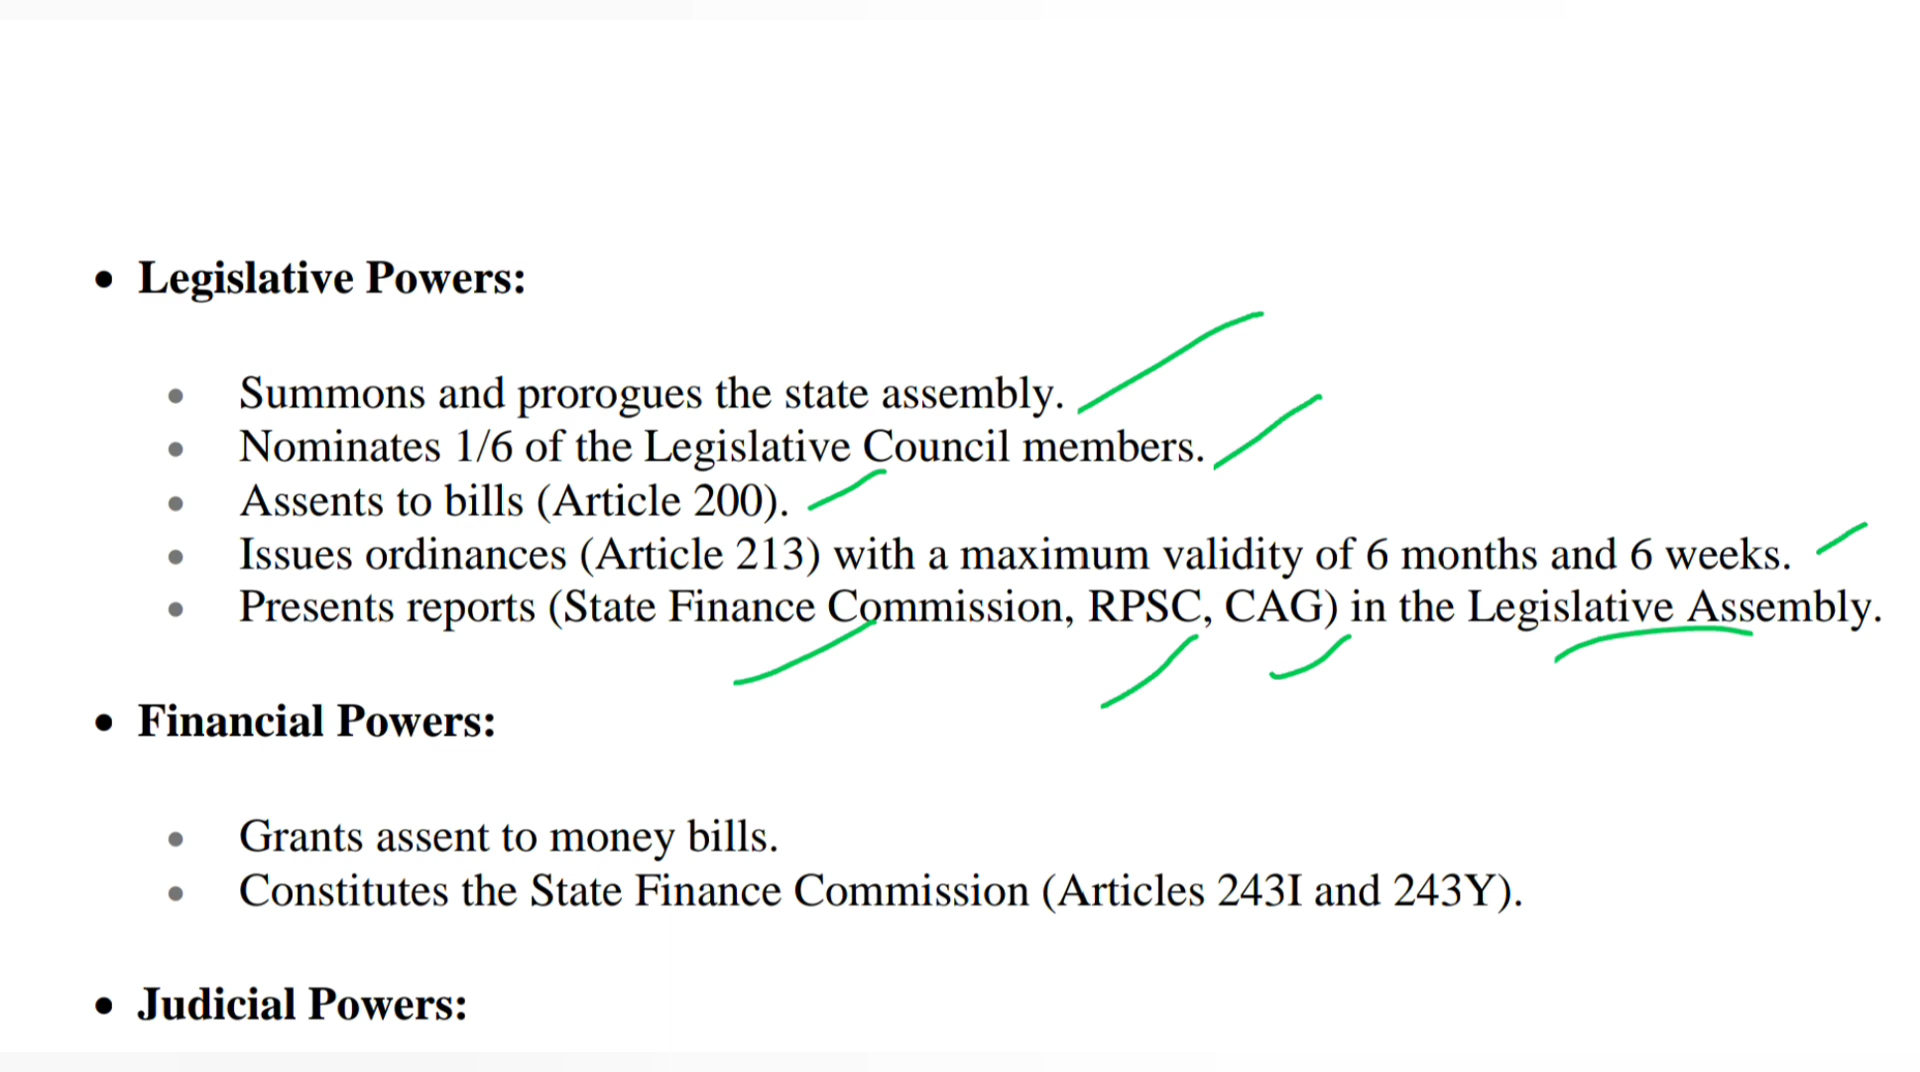 • Legislative Powers:
• Summons and prorogues the state assembly.
• Nominates 1/6 of the Legislative Council members.
• Assents to bills (Article 200).
• Issues ordinances (Article 213) with a maximum validity of 6 months and 6 weeks.
• Presents reports (State Finance Commission, RPSC, CAG) in the Legislative Assembly.
• Financial Powers:
• Grants assent to money bills.
• Constitutes the State Finance Commission (Articles 243I and 243Y).
• Judicial Powers: